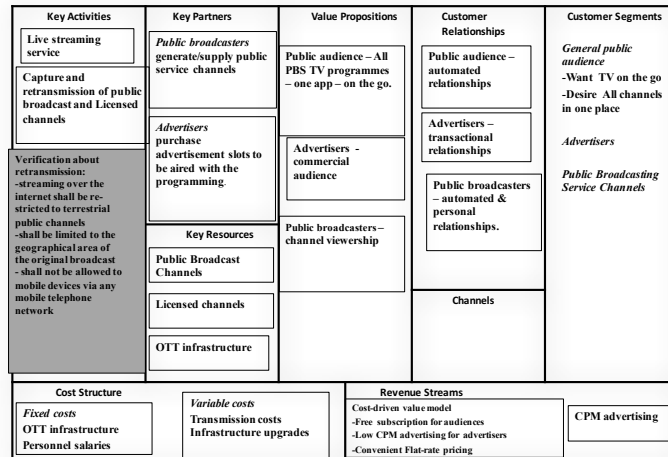 Key Activities
Live streaming
service
Capture and
retransmission of public
broadcast and Licensed
channels
Verification about
retransmission:
-streaming over the
internet shall be re-
stricted to terrestrial
public channels
-shall be limited to the
geographical area of
the original broadcast
- shall not be allowed to
mobile devices via any
mobile telephone
network
Key Partners
Public broadcasters
generate/supply public
service channels
Advertisers
purchase
advertisement slots to
be aired with the
programming.
Key Resources
Public Broadcast
Channels
Licensed channels
OTT infrastructure
Value Propositions
Public audience – All
PBS TV programmes
– one app – on the go.
Advertisers -
commercial
audience
Public broadcasters –
channel viewership
Customer
Relationships
Public audience –
automated
relationships
Advertisers –
transactional
relationships
Public broadcasters
– automated &
personal
relationships.
Channels
Customer Segments
General public
audience
-Want TV on the go
-Desire All channels
in one place
Advertisers
Public Broadcasting
Service Channels
Cost Structure
Fixed costs
OTT infrastructure
Personnel salaries
Variable costs
Transmission costs
Infrastructure upgrades
Revenue Streams
Cost-driven value model
-Free subscription for audiences
-Low CPM advertising for advertisers
-Convenient Flat-rate pricing
CPM advertising